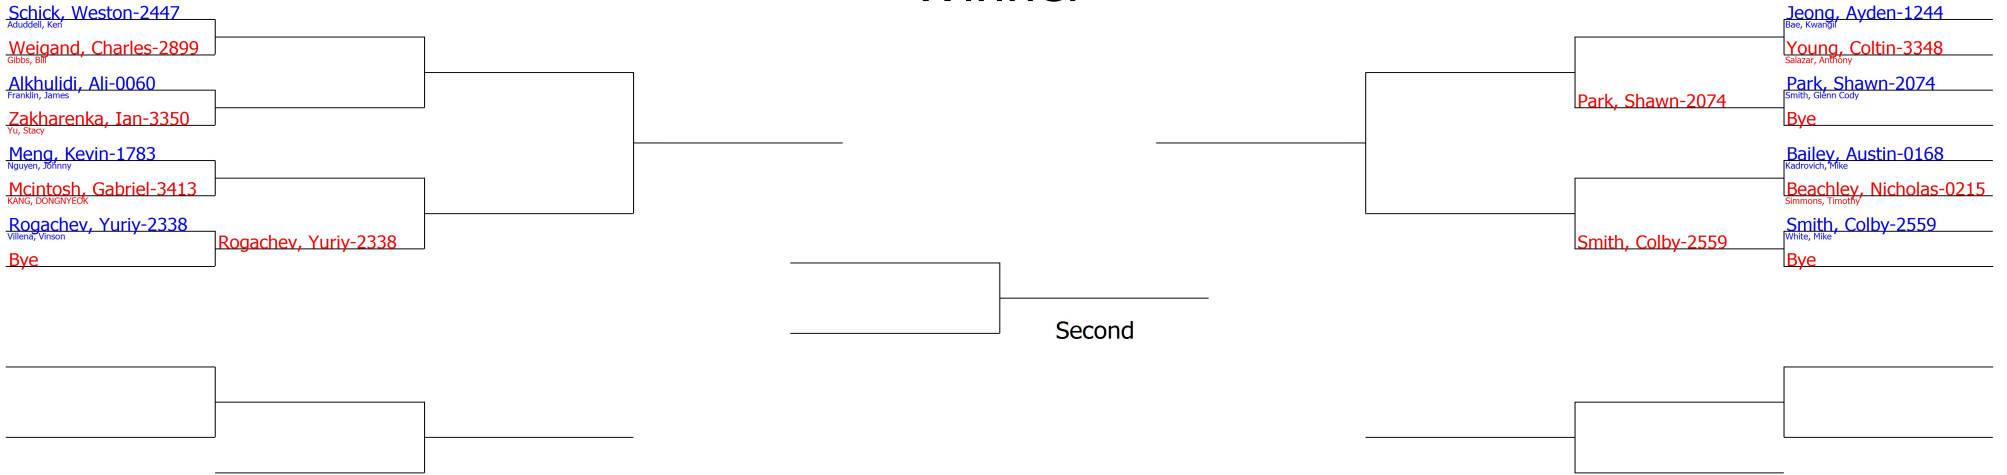 Winner
Schick, Weston-2447
Aduddell, Ken
Weigand, Charles-2899
Gibbs, Bill
Alkhulidi, Ali-0060
Franklin, James
Zakharenka, Ian-3350
Yu, Stacy
Meng, Kevin-1783
Nguyen, Johnny
Mcintosh, Gabriel-3413
KANG, DONGNYEOK
Rogachev, Yuriy-2338
Villena, Vinson
Bye
Rogachev, Yuriy-2338
Second
Park, Shawn-2074
Smith, Colby-2559
Jeong, Ayden-1244
Bae, Kwangil
Young, Coltin-3348
Salazar, Anthony
Park, Shawn-2074
Smith, Glenn Cody
Bye
Bailey, Austin-0168
Kadrovich, Mike
Beachley, Nicholas-0215
Simmons, Timothy
Smith, Colby-2559
White, Mike
Bye